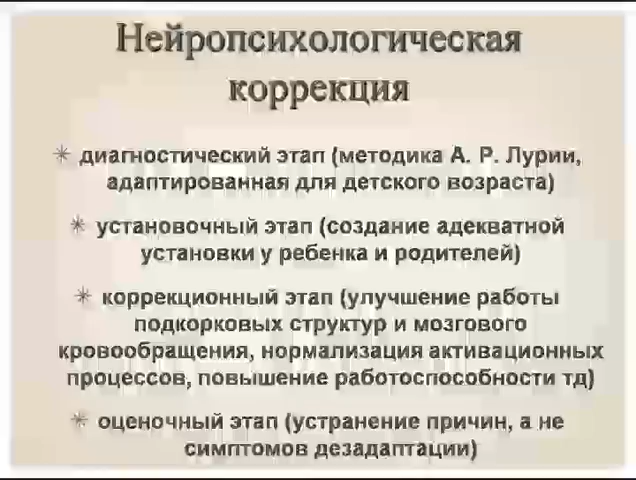 Нейропсихологическая
коррекция
✳ диагностический этап (методика А. Р. Лурии,
адаптированная для детского возраста)
✳ установочный этап (создание адекватной
установки у ребенка и родителей)
✳ коррекционный этап (улучшение работы
подкорковых структур и мозгового
кровообращения, нормализация активационных
процессов, повышение работоспособности тд)
✳ оценочный этап (устранение причин, а не
симптомов дезадаптации)